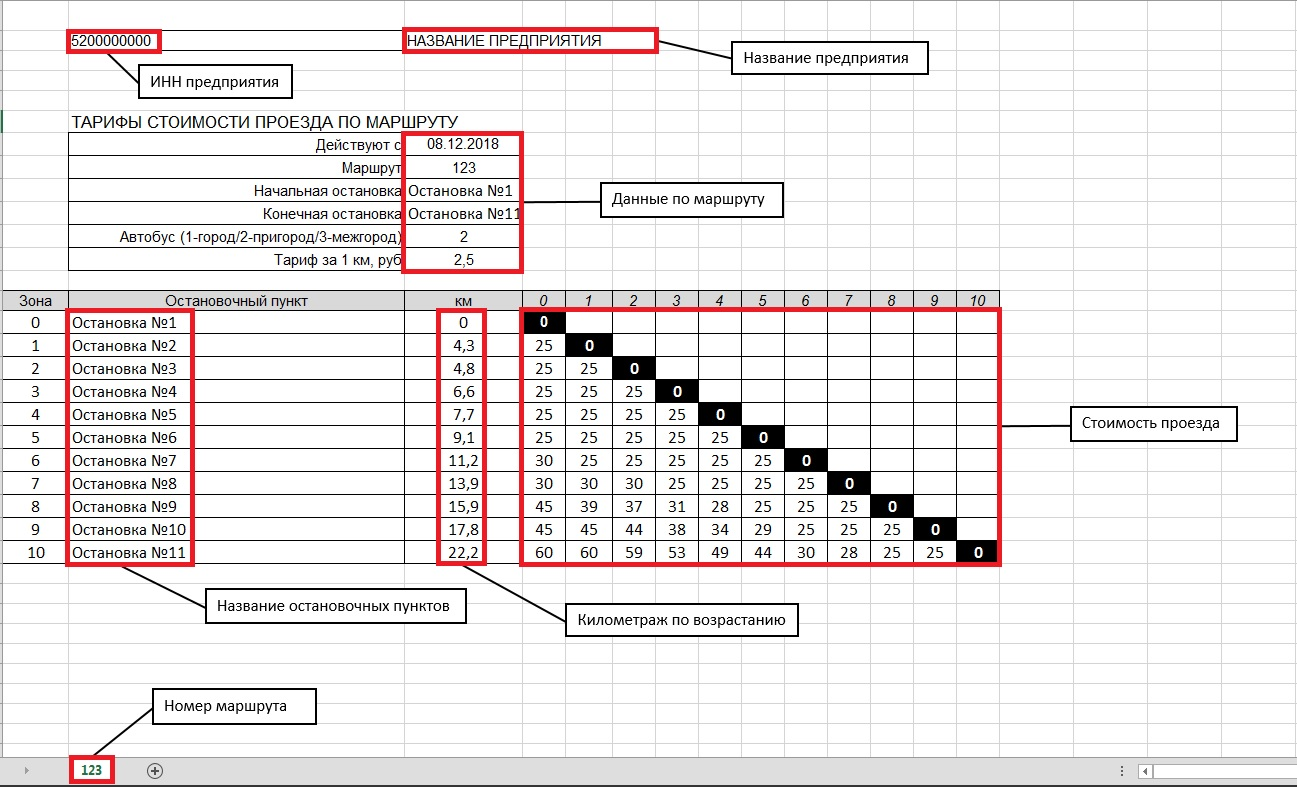 5200000000 НАЗВАНИЕ ПРЕДПРИЯТИЯ
Название предприятия
ИНН предприятия
ТАРИФЫ СТОИМОСТИ ПРОЕЗДА ПО МАРШРУТУ
Действуют с 08.12.2018
Маршрут 123
Начальная остановка Остановка №1
Данные по маршруту
Конечная остановка Остановка №11
Автобус (1-город/2-пригород/3-межгород) 2
Тариф за 1 км, руб 2,5
Зона Остановочный пункт км 0 1 2 3 4 5 6 7 8 9 10
0 Остановка №1 0 0
1 Остановка №2 4,3 25 0
2 Остановка №3 4,8 25 25 0
3 Остановка №4 6,6 25 25 25 0
4 Остановка №5 7,7 25 25 25 25 0
Стоимость проезда
5 Остановка №6 9,1 25 25 25 25 25 0
6 Остановка №7 11,2 30 25 25 25 25 25 0
7 Остановка №8 13,9 30 30 30 25 25 25 25 0
8 Остановка №9 15,9 45 39 37 31 28 25 25 25 0
9 Остановка №10 17,8 45 45 44 38 34 29 25 25 25 0
10 Остановка №11 22,2 60 60 59 53 49 44 30 28 25 25 0
Название остановочных пунктов
Километраж по возрастанию
Номер маршрута
123